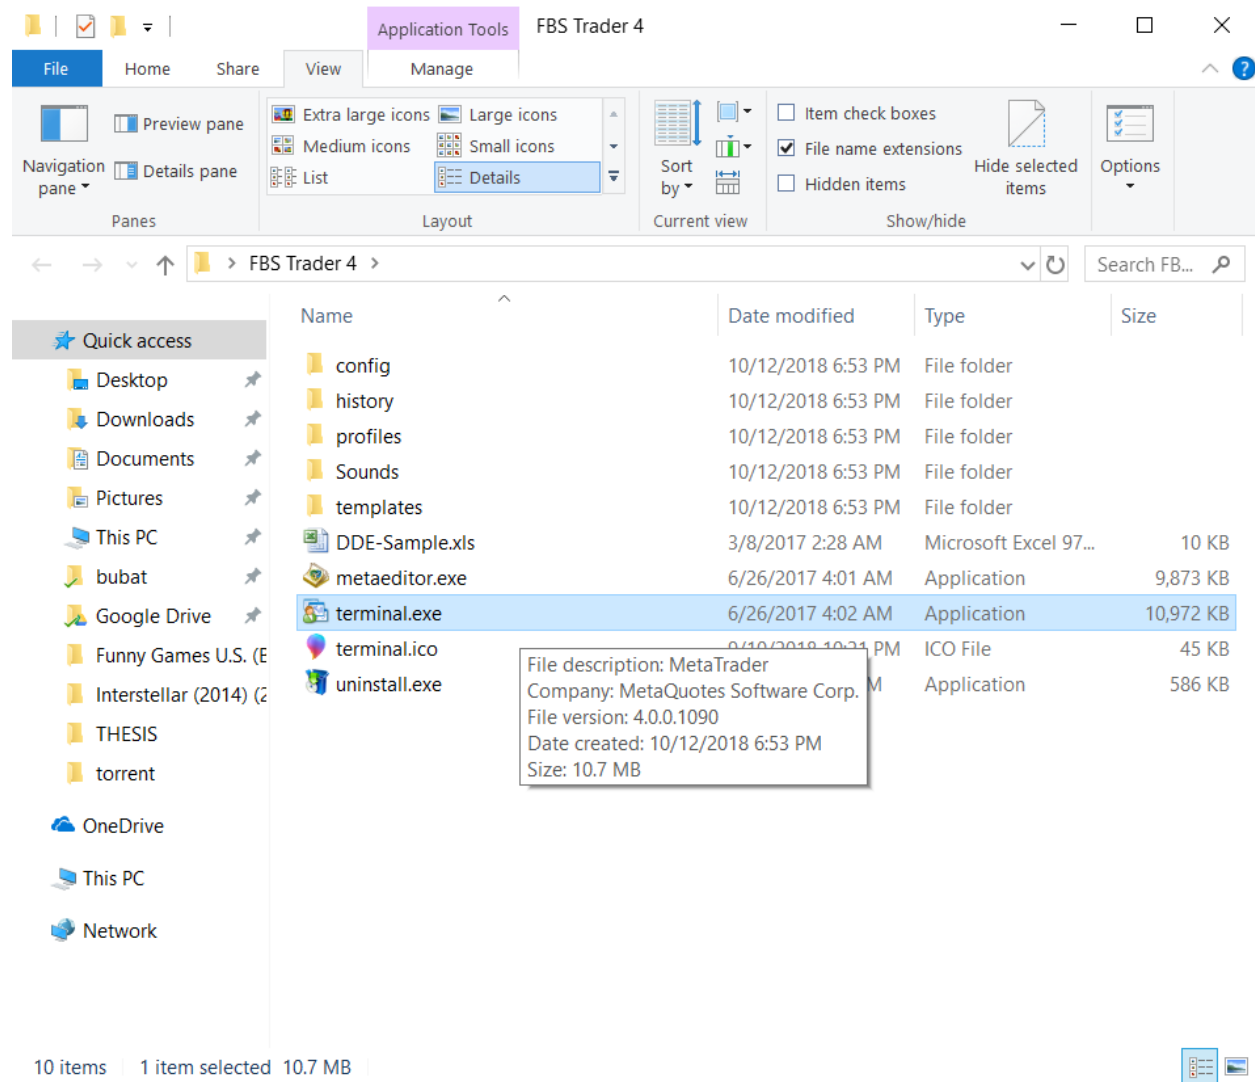 Application Tools FBS Trader 4
File Home Share View Manage
Preview pane Extra large icons Large icons Item check boxes
Medium icons Small icons File name extensions
Navigation pane Details pane List Details Sort by Hidden items Hide selected items Options
Panes Layout Current view Show/hide
FBS Trader 4 Search FB...
Name Date modified Type Size
Quick access
Desktop
Downloads
Documents
Pictures
This PC
bubat
Google Drive
Funny Games U.S. (E
Interstellar (2014) (2
THESIS
torrent
OneDrive
This PC
Network
config 10/12/2018 6:53 PM File folder
history 10/12/2018 6:53 PM File folder
profiles 10/12/2018 6:53 PM File folder
Sounds 10/12/2018 6:53 PM File folder
templates 10/12/2018 6:53 PM File folder
DDE-Sample.xls 3/8/2017 2:28 AM Microsoft Excel 97... 10 KB
metaeditor.exe 6/26/2017 4:01 AM Application 9,873 KB
terminal.exe 6/26/2017 4:02 AM Application 10,972 KB
terminal.ico PM ICO File 45 KB
uninstall.exe Application 586 KB
File description: MetaTrader
Company: MetaQuotes Software Corp.
File version: 4.0.0.1090
Date created: 10/12/2018 6:53 PM
Size: 10.7 MB
10 items 1 item selected 10.7 MB